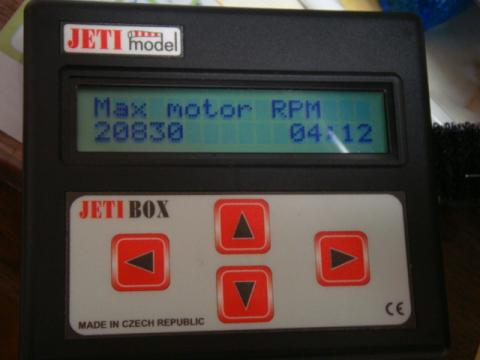 JETI model
Max motor RPM
20830 04:12
JETI BOX
MADE IN CZECH REPUBLIC
CE